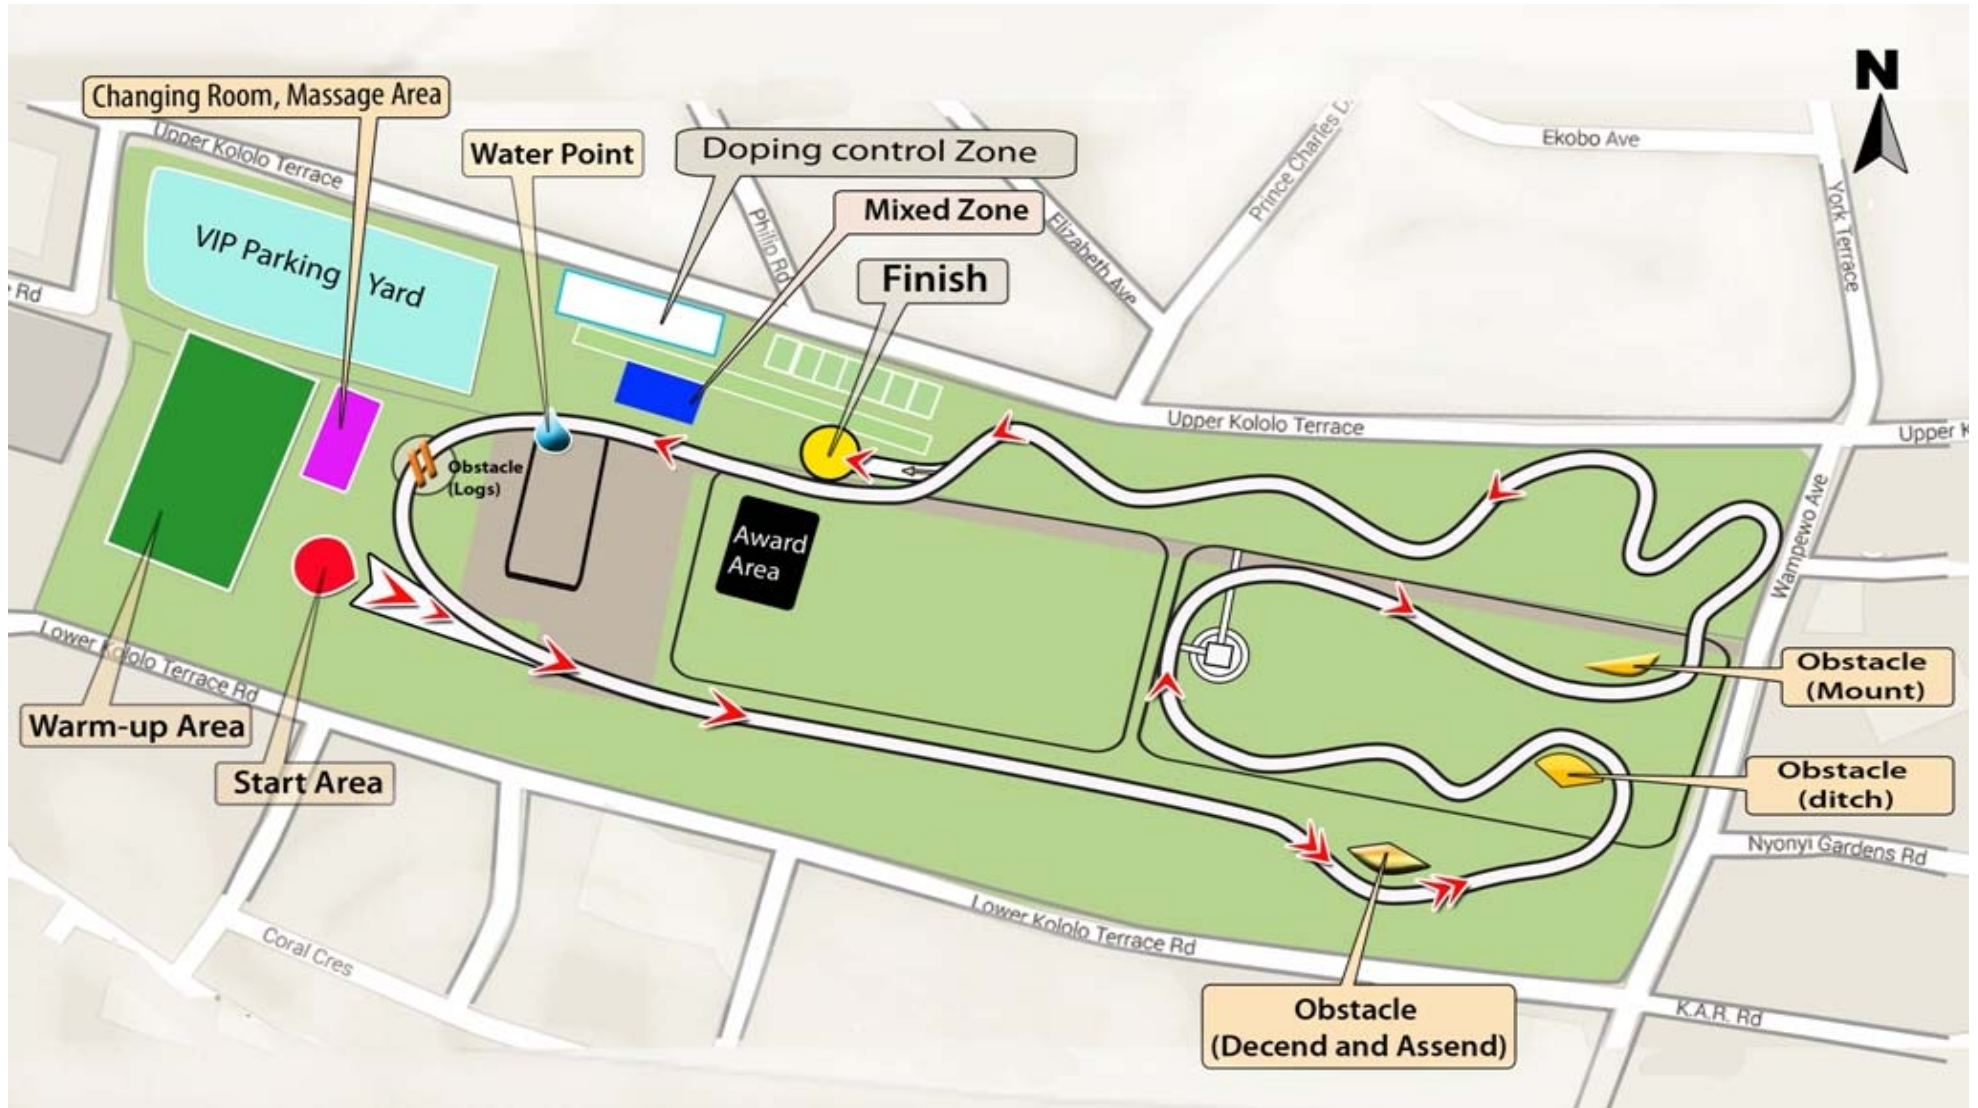 N
Changing Room, Massage Area
Upper Kololo Terrace
Water Point
Doping control Zone
Mixed Zone
Finish
Philip Rd
Elizabeth Ave
Prince Charles D
Ekobo Ave
York Terrace
VIP Parking Yard
Rd
Upper Kololo Terrace
Upper K
Obstacle
(Logs)
Award
Area
Wampewo Ave
Lower Kololo Terrace Rd
Warm-up Area
Start Area
Obstacle
(Mount)
Obstacle
(ditch)
Nyonyi Gardens Rd
Coral Cres
Lower Kololo Terrace Rd
K.A.R. Rd
Obstacle
(Decend and Assend)